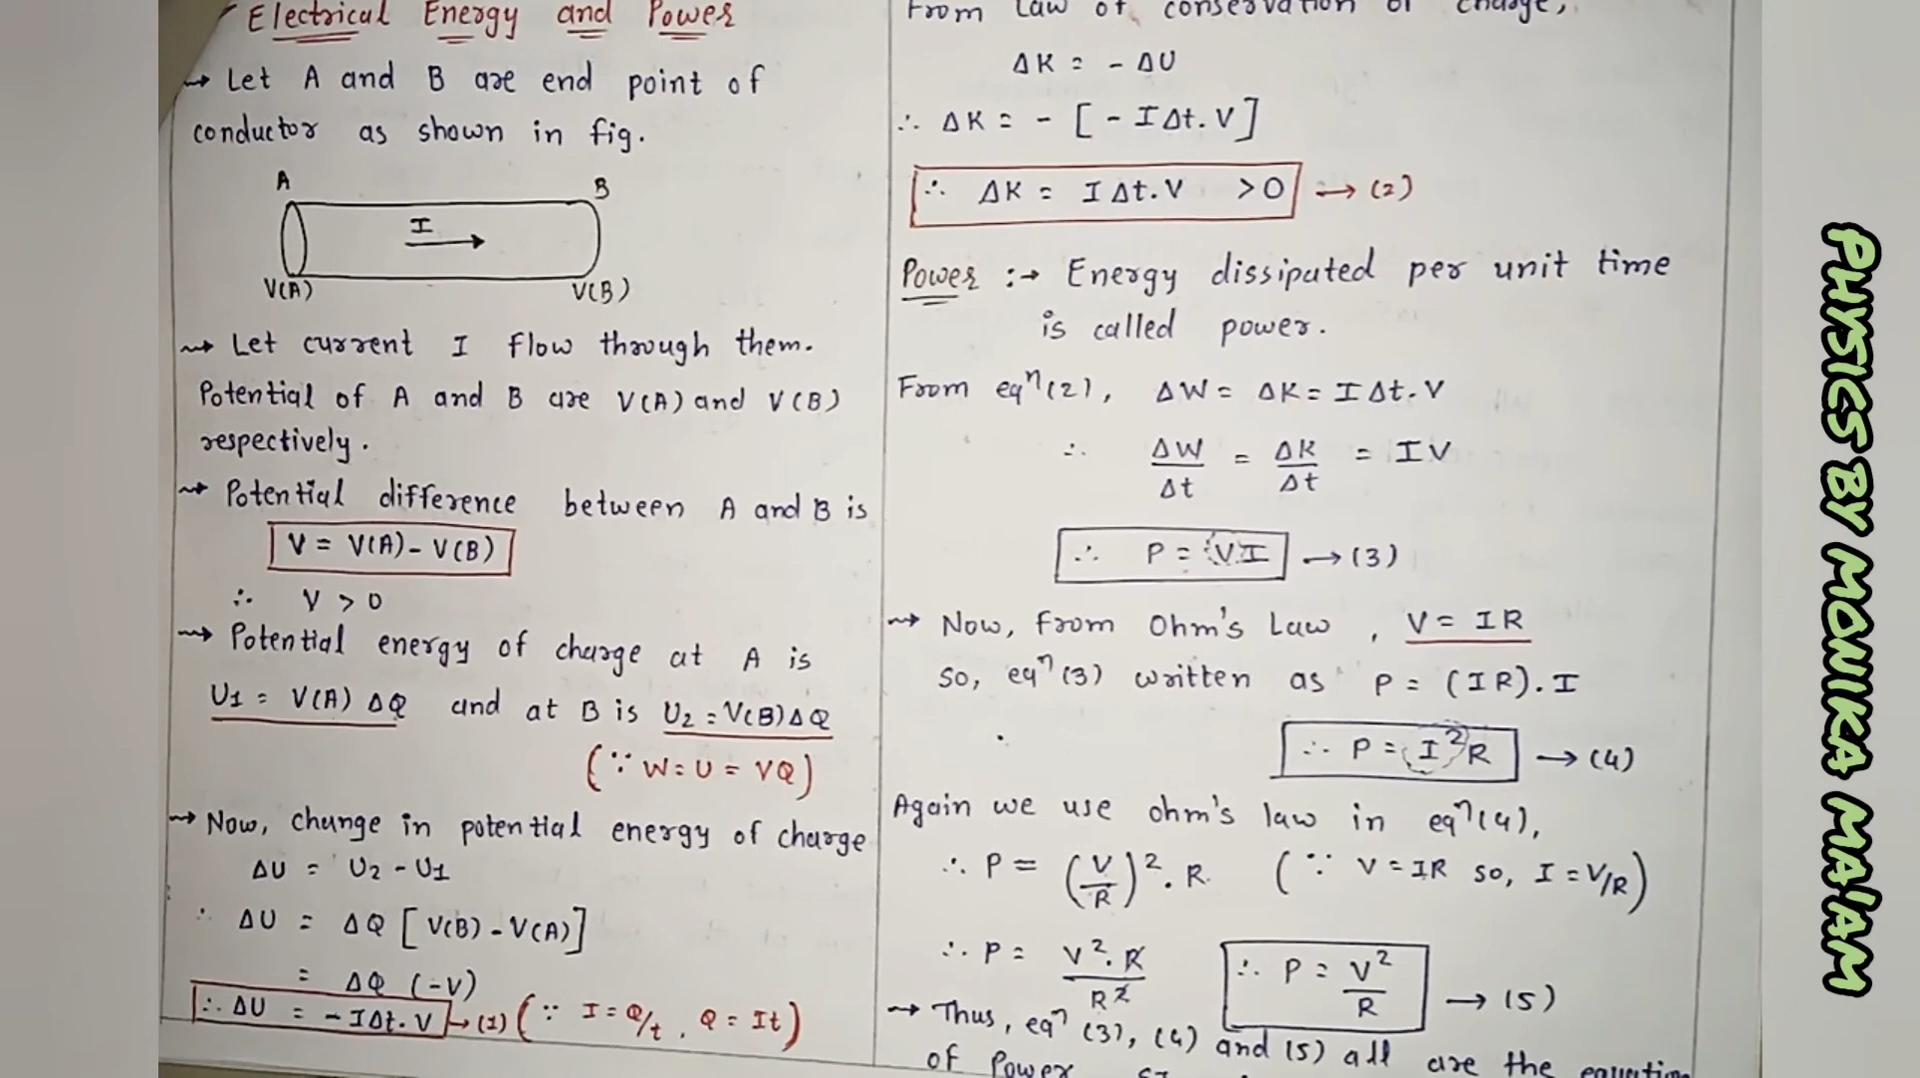 Electrical Energy and Power
⇝ Let A and B are end point of
conductor as shown in fig.
A B
I
V(A) V(B)
⇝ Let current I flow through them.
Potential of A and B are V(A) and V(B)
respectively.
⇝ Potential difference between A and B is
V = V(A) - V(B)
∴ V > 0
⇝ Potential energy of charge at A is
U1 = V(A) ΔQ and at B is U2 = V(B) ΔQ
(∵ W = U = VQ)
⇝ Now, change in potential energy of charge
ΔU = U2 - U1
∴ ΔU = ΔQ [V(B) - V(A)]
= ΔQ (-V)
∴ ΔU = - IΔt. V → (1) (∵ I = Q/t, Q = It)
From law of conservation of charge,
ΔK = - ΔU
∴ ΔK = - [- IΔt. V]
∴ ΔK = IΔt. V > 0 → (2)
Power :→ Energy dissipated per unit time
is called power.
From eqⁿ(2), ΔW = ΔK = IΔt. V
∴ ΔW/Δt = ΔK/Δt = IV
∴ P = VI → (3)
⇝ Now, from Ohm's Law, V = IR
so, eqⁿ(3) written as P = (IR). I
∴ P = I²R → (4)
Again we use ohm's law in eqⁿ(4),
∴ P = (V/R)². R (∵ V = IR so, I = V/R)
∴ P = V². R/R² ∴ P = V²/R → (5)
⇝ Thus, eqⁿ (3), (4) and (5) all are the equation
of Power
PHYSICS BY MONIKA MA'AM